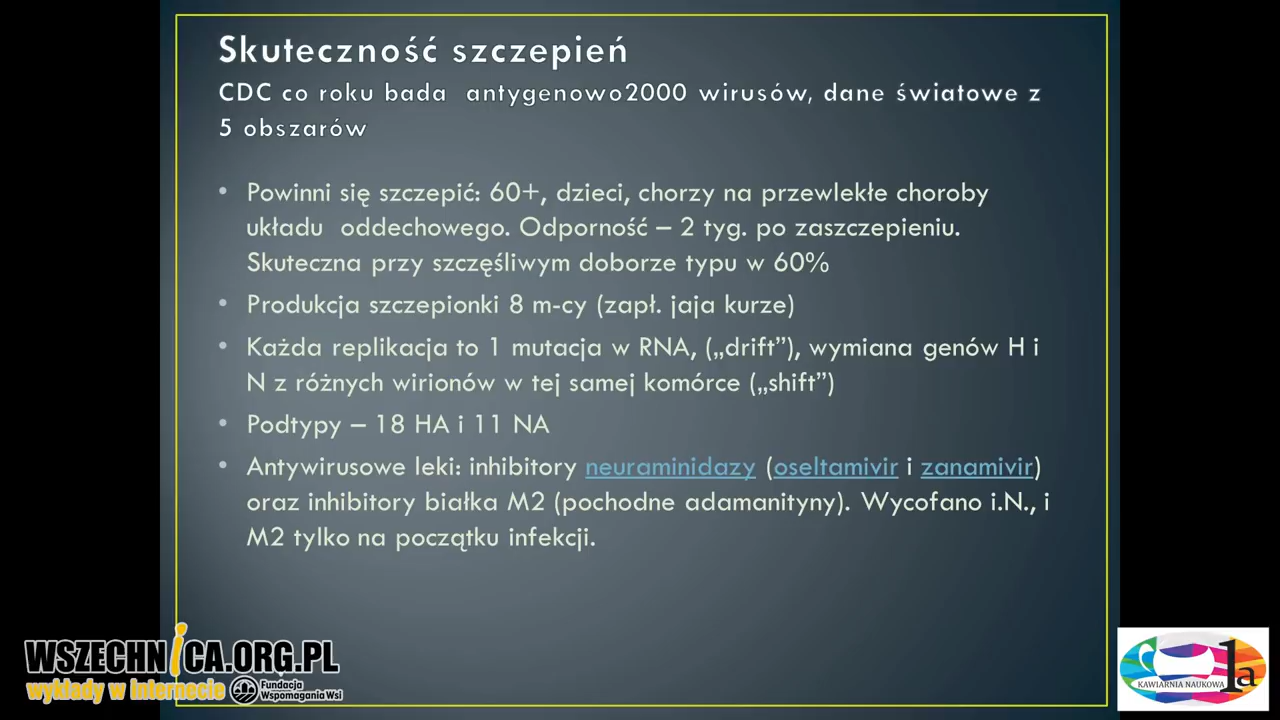 Skuteczność szczepień
CDC co roku bada antygenowo2000 wirusów, dane światowe z
5 obszarów
• Powinni się szczepić: 60+, dzieci, chorzy na przewlekłe choroby
układu oddechowego. Odporność – 2 tyg. po zaszczepieniu.
Skuteczna przy szczęśliwym doborze typu w 60%
• Produkcja szczepionki 8 m-cy (zapł. jaja kurze)
• Każda replikacja to 1 mutacja w RNA, („drift”), wymiana genów H i
N z różnych wirionów w tej samej komórce („shift”)
• Podtypy – 18 HA i 11 NA
• Antywirusowe leki: inhibitory neuraminidazy (oseltamivir i zanamivir)
oraz inhibitory białka M2 (pochodne adamanityny). Wycofano i.N., i
M2 tylko na początku infekcji.
WSZECHNICA.ORG.PL
wykłady w internecie
Fundacja
Wspomagania Wsi
KAWIARNIA NAUKOWA
1a